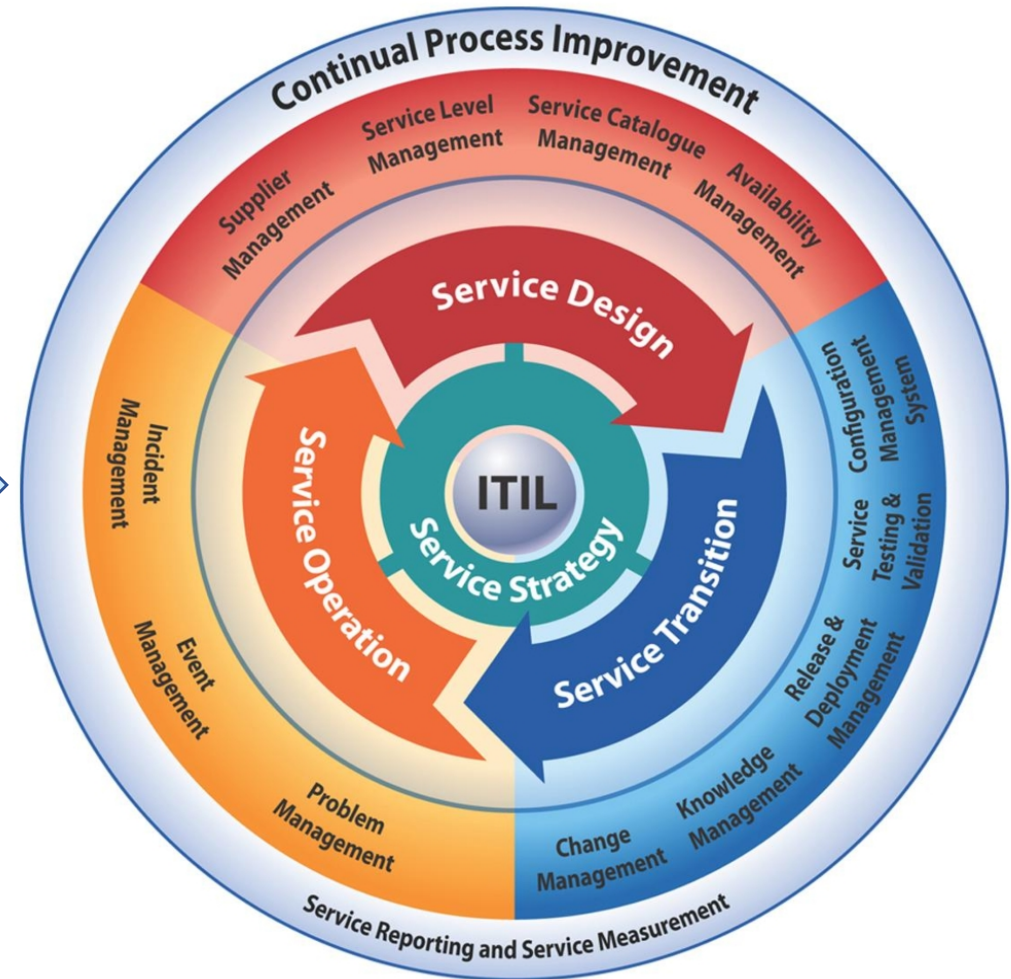 Continual Process Improvement
Supplier
Management
Service Level
Management
Service Catalogue
Management
Availability
Management
Configuration
Management
System
Service
Testing &
Validation
Release &
Deployment
Management
Knowledge
Management
Change
Management
Problem
Management
Event
Management
Incident
Management
Service Design
Service Transition
Service Operation
Service Strategy
ITIL
Service Reporting and Service Measurement